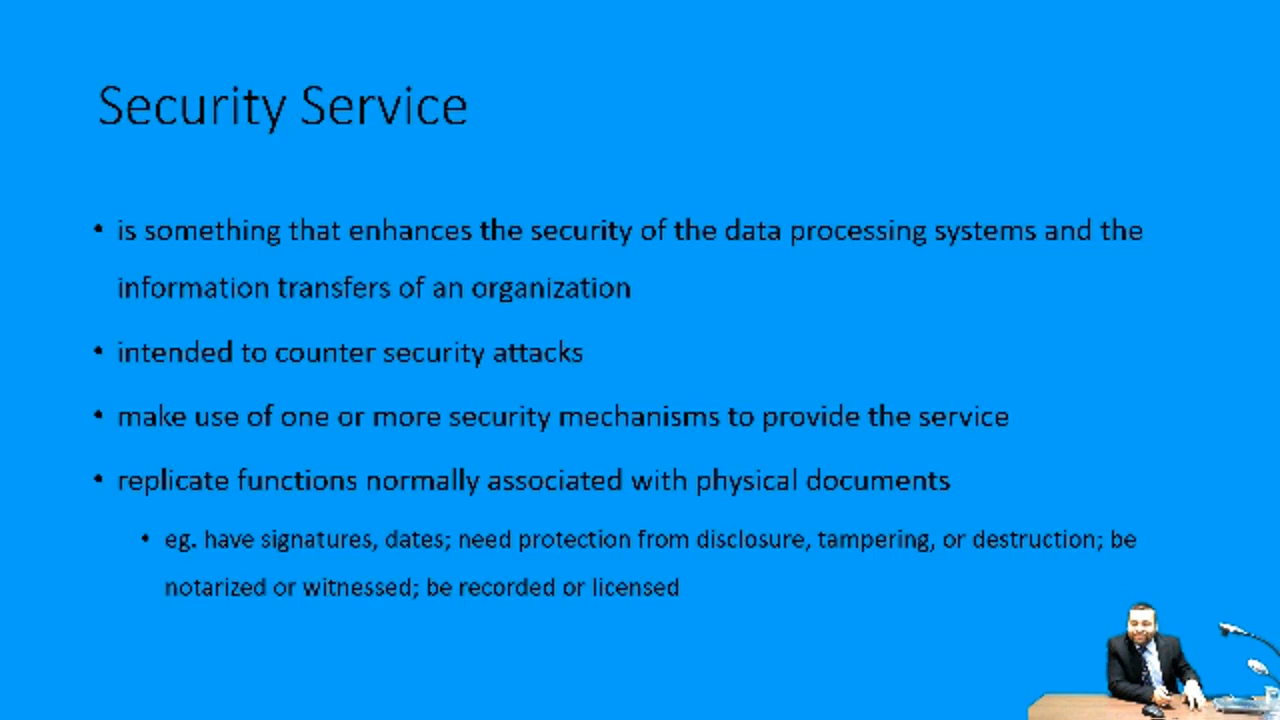 Security Service
• is something that enhances the security of the data processing systems and the
information transfers of an organization
• intended to counter security attacks
• make use of one or more security mechanisms to provide the service
• replicate functions normally associated with physical documents
• eg. have signatures, dates; need protection from disclosure, tampering, or destruction; be
notarized or witnessed; be recorded or licensed